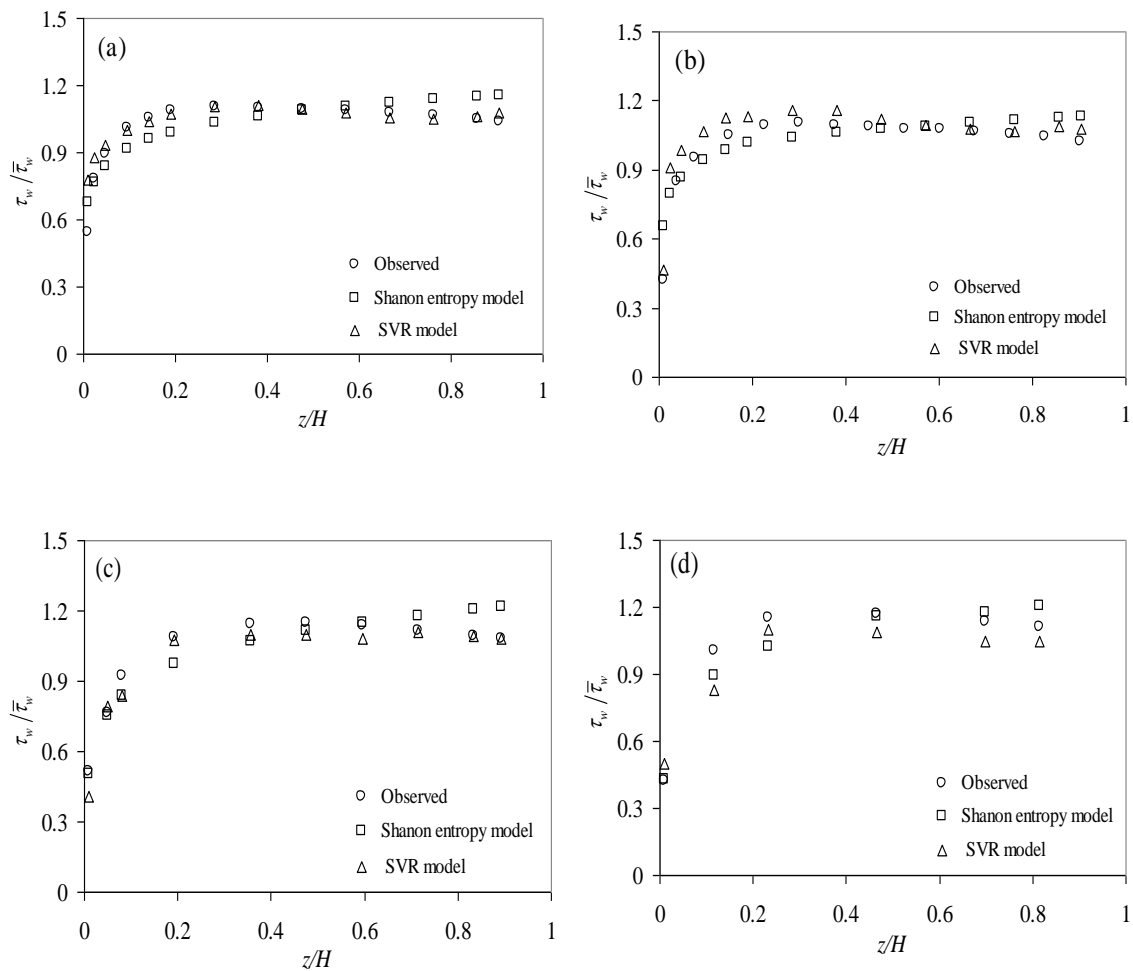 (a)
1.5
1.2
0.9
0.6
0.3
0
τw / τ̅w
Observed
Shanon entropy model
SVR model
0 0.2 0.4 0.6 0.8 1
z/H
(b)
1.5
1.2
0.9
0.6
0.3
0
τw / τ̅w
Observed
Shanon entropy model
SVR model
0 0.2 0.4 0.6 0.8 1
z/H
(c)
1.5
1.2
0.9
0.6
0.3
0
τw / τ̅w
Observed
Shanon entropy model
SVR model
0 0.2 0.4 0.6 0.8 1
z/H
(d)
1.5
1.2
0.9
0.6
0.3
0
τw / τ̅w
Observed
Shanon entropy model
SVR model
0 0.2 0.4 0.6 0.8 1
z/H